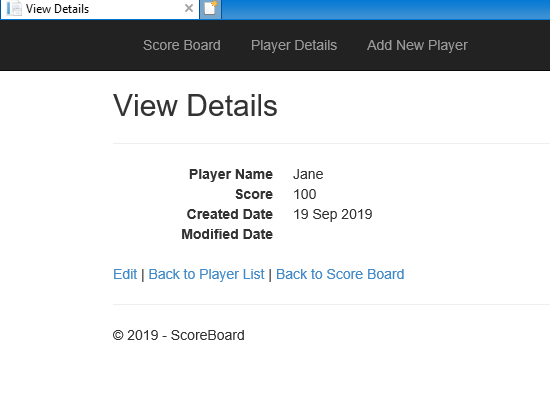 View Details
Score Board Player Details Add New Player
View Details
Player Name Jane
Score 100
Created Date 19 Sep 2019
Modified Date
Edit | Back to Player List | Back to Score Board
© 2019 - ScoreBoard